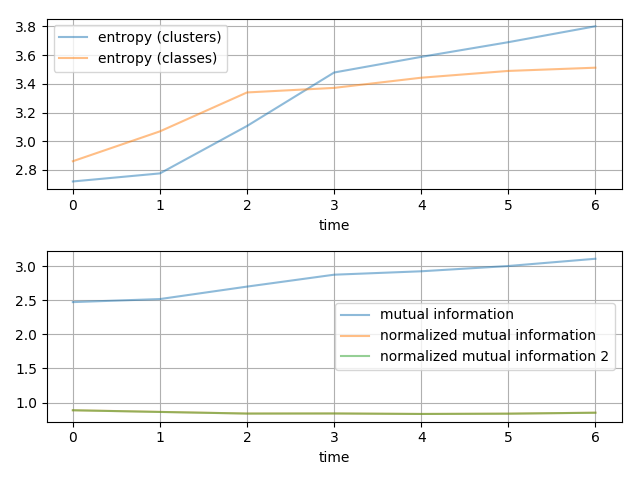 3.8
3.6
3.4
3.2
3.0
2.8
entropy (clusters)
entropy (classes)
0 1 2 3 4 5 6
time
3.0
2.5
2.0
1.5
1.0
mutual information
normalized mutual information
normalized mutual information 2
0 1 2 3 4 5 6
time